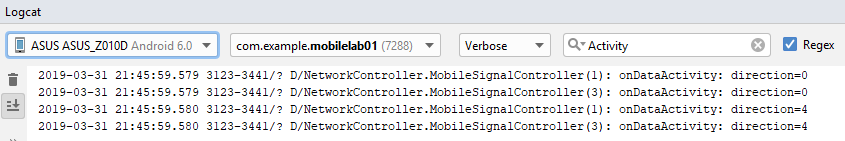 Logcat
ASUS ASUS_Z010D Android 6.0 com.example.mobilelab01 (7288) Verbose Activity Regex
2019-03-31 21:45:59.579 3123-3441/? D/NetworkController.MobileSignalController(1): onDataActivity: direction=0
2019-03-31 21:45:59.579 3123-3441/? D/NetworkController.MobileSignalController(3): onDataActivity: direction=0
2019-03-31 21:45:59.580 3123-3441/? D/NetworkController.MobileSignalController(1): onDataActivity: direction=4
2019-03-31 21:45:59.580 3123-3441/? D/NetworkController.MobileSignalController(3): onDataActivity: direction=4